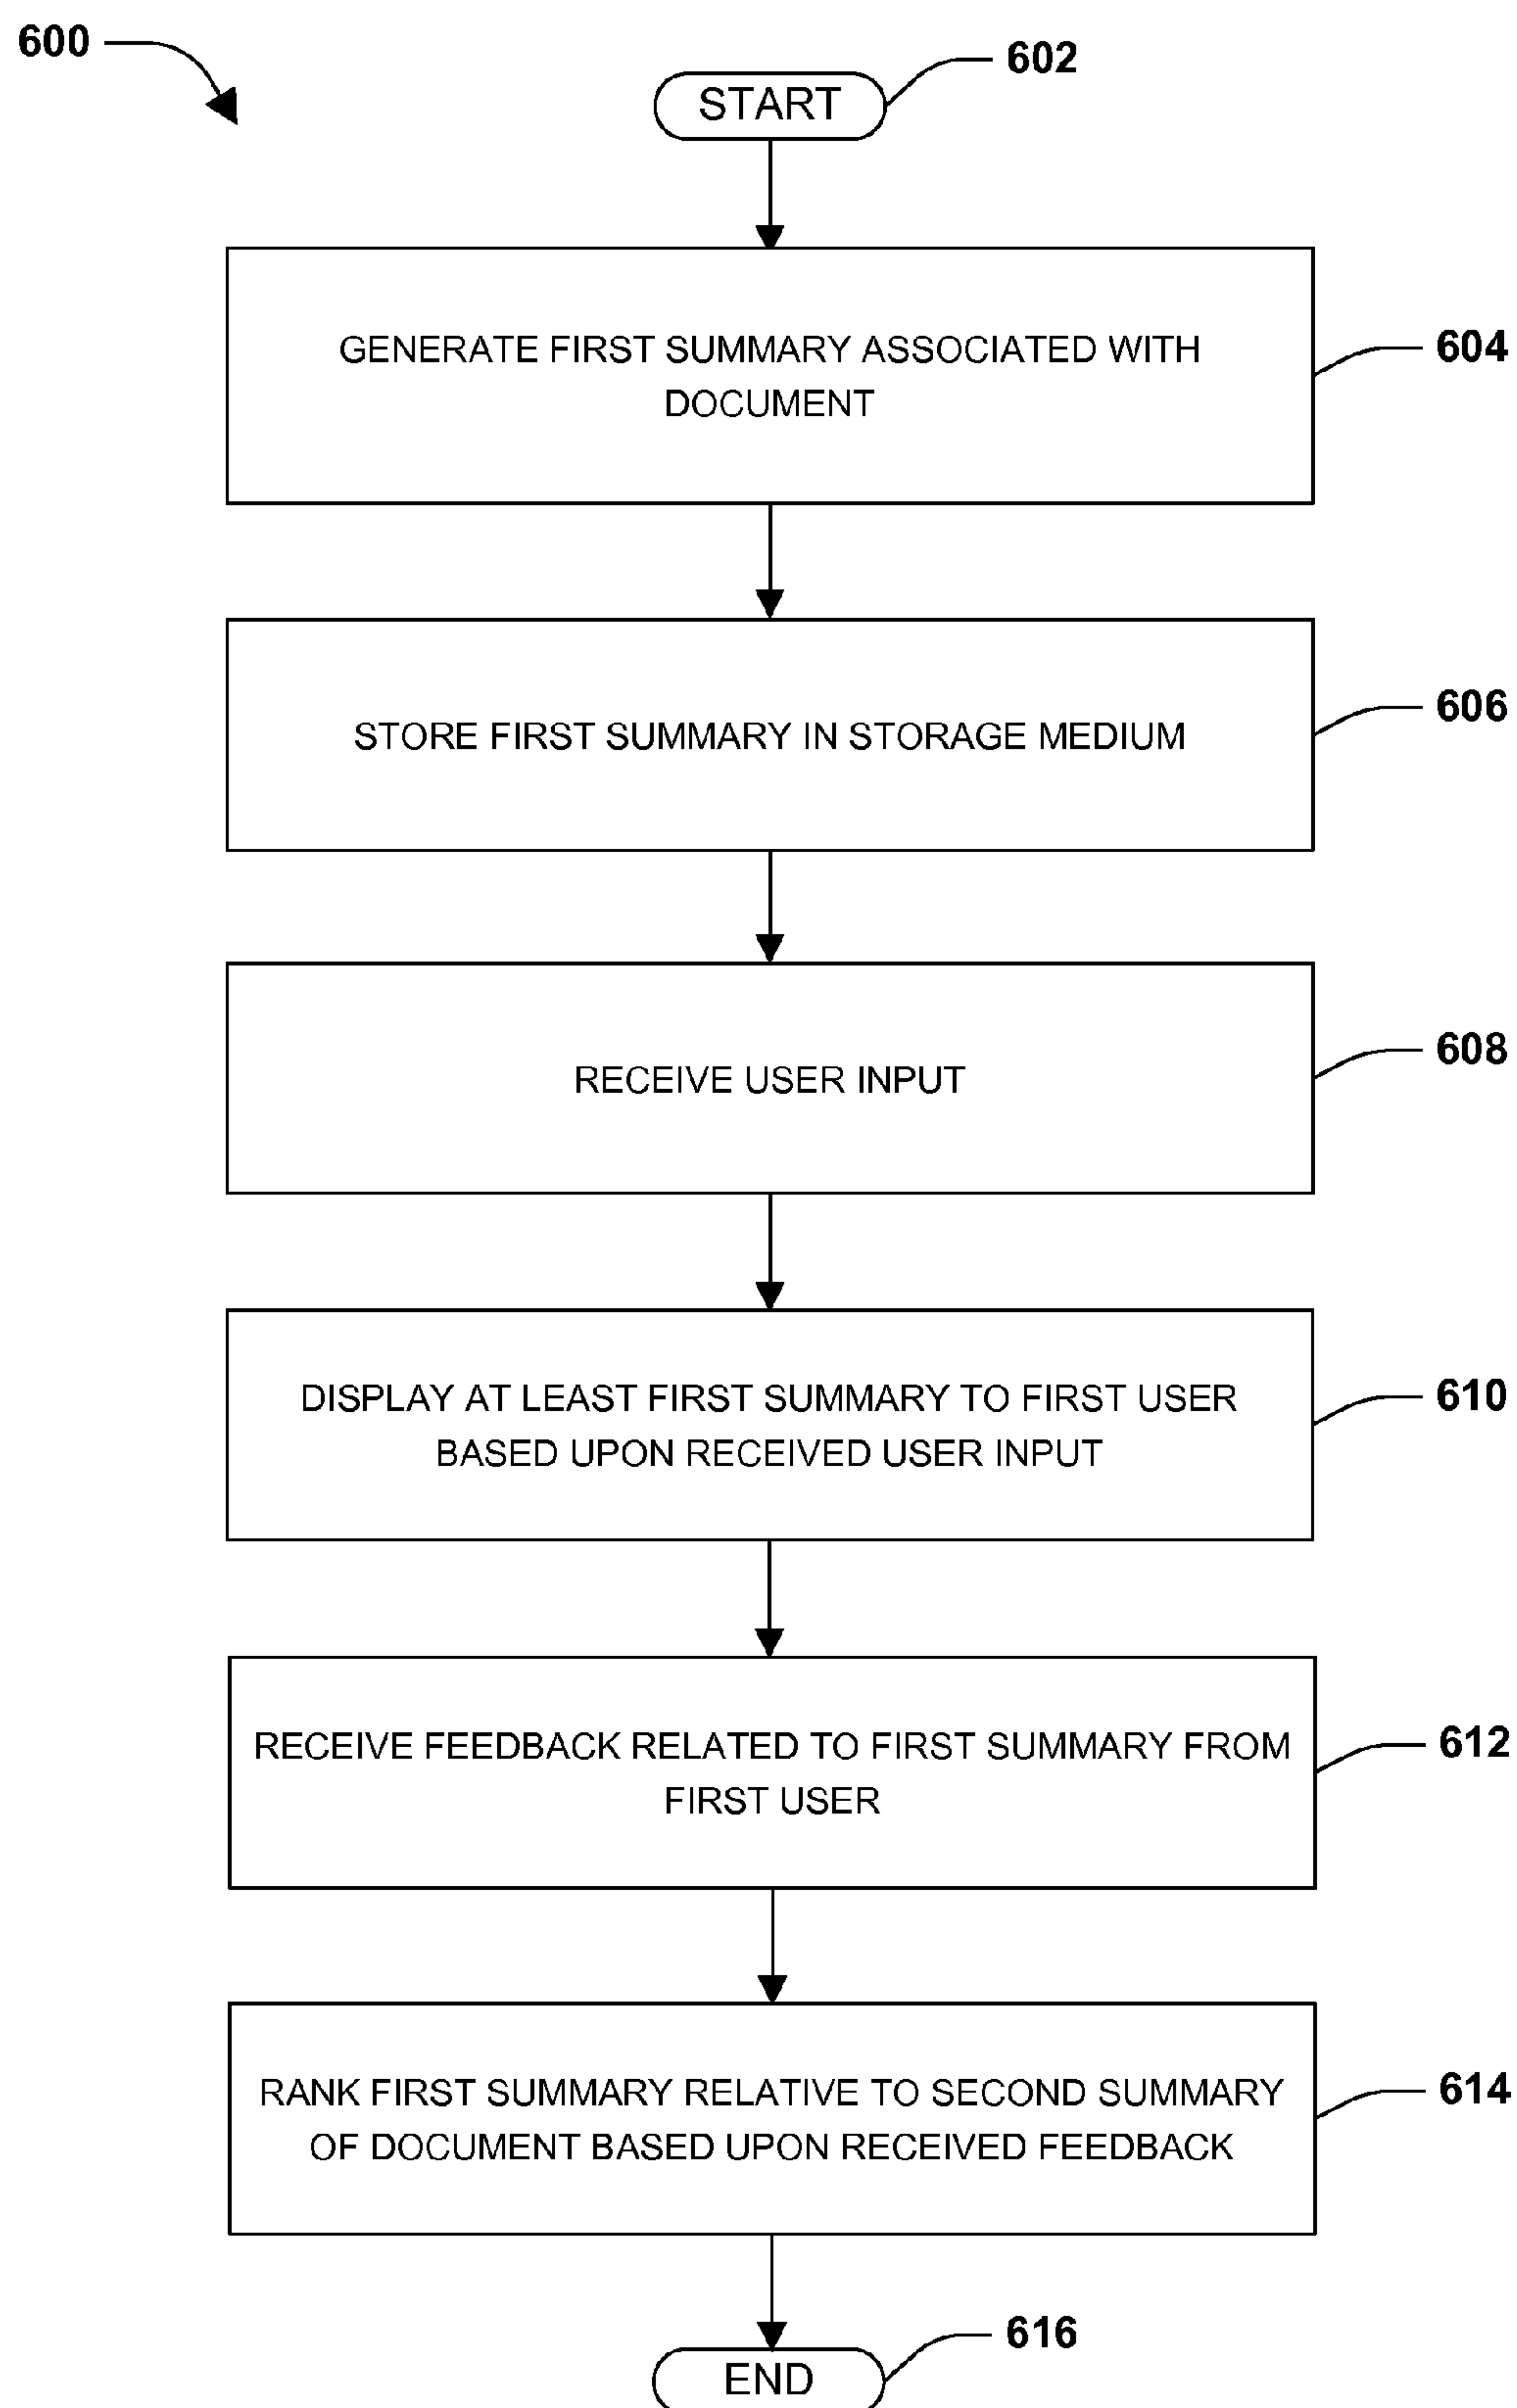 600
602
START
GENERATE FIRST SUMMARY ASSOCIATED WITH
DOCUMENT
604
STORE FIRST SUMMARY IN STORAGE MEDIUM
606
RECEIVE USER INPUT
608
DISPLAY AT LEAST FIRST SUMMARY TO FIRST USER
BASED UPON RECEIVED USER INPUT
610
RECEIVE FEEDBACK RELATED TO FIRST SUMMARY FROM
FIRST USER
612
RANK FIRST SUMMARY RELATIVE TO SECOND SUMMARY
OF DOCUMENT BASED UPON RECEIVED FEEDBACK
614
616
END